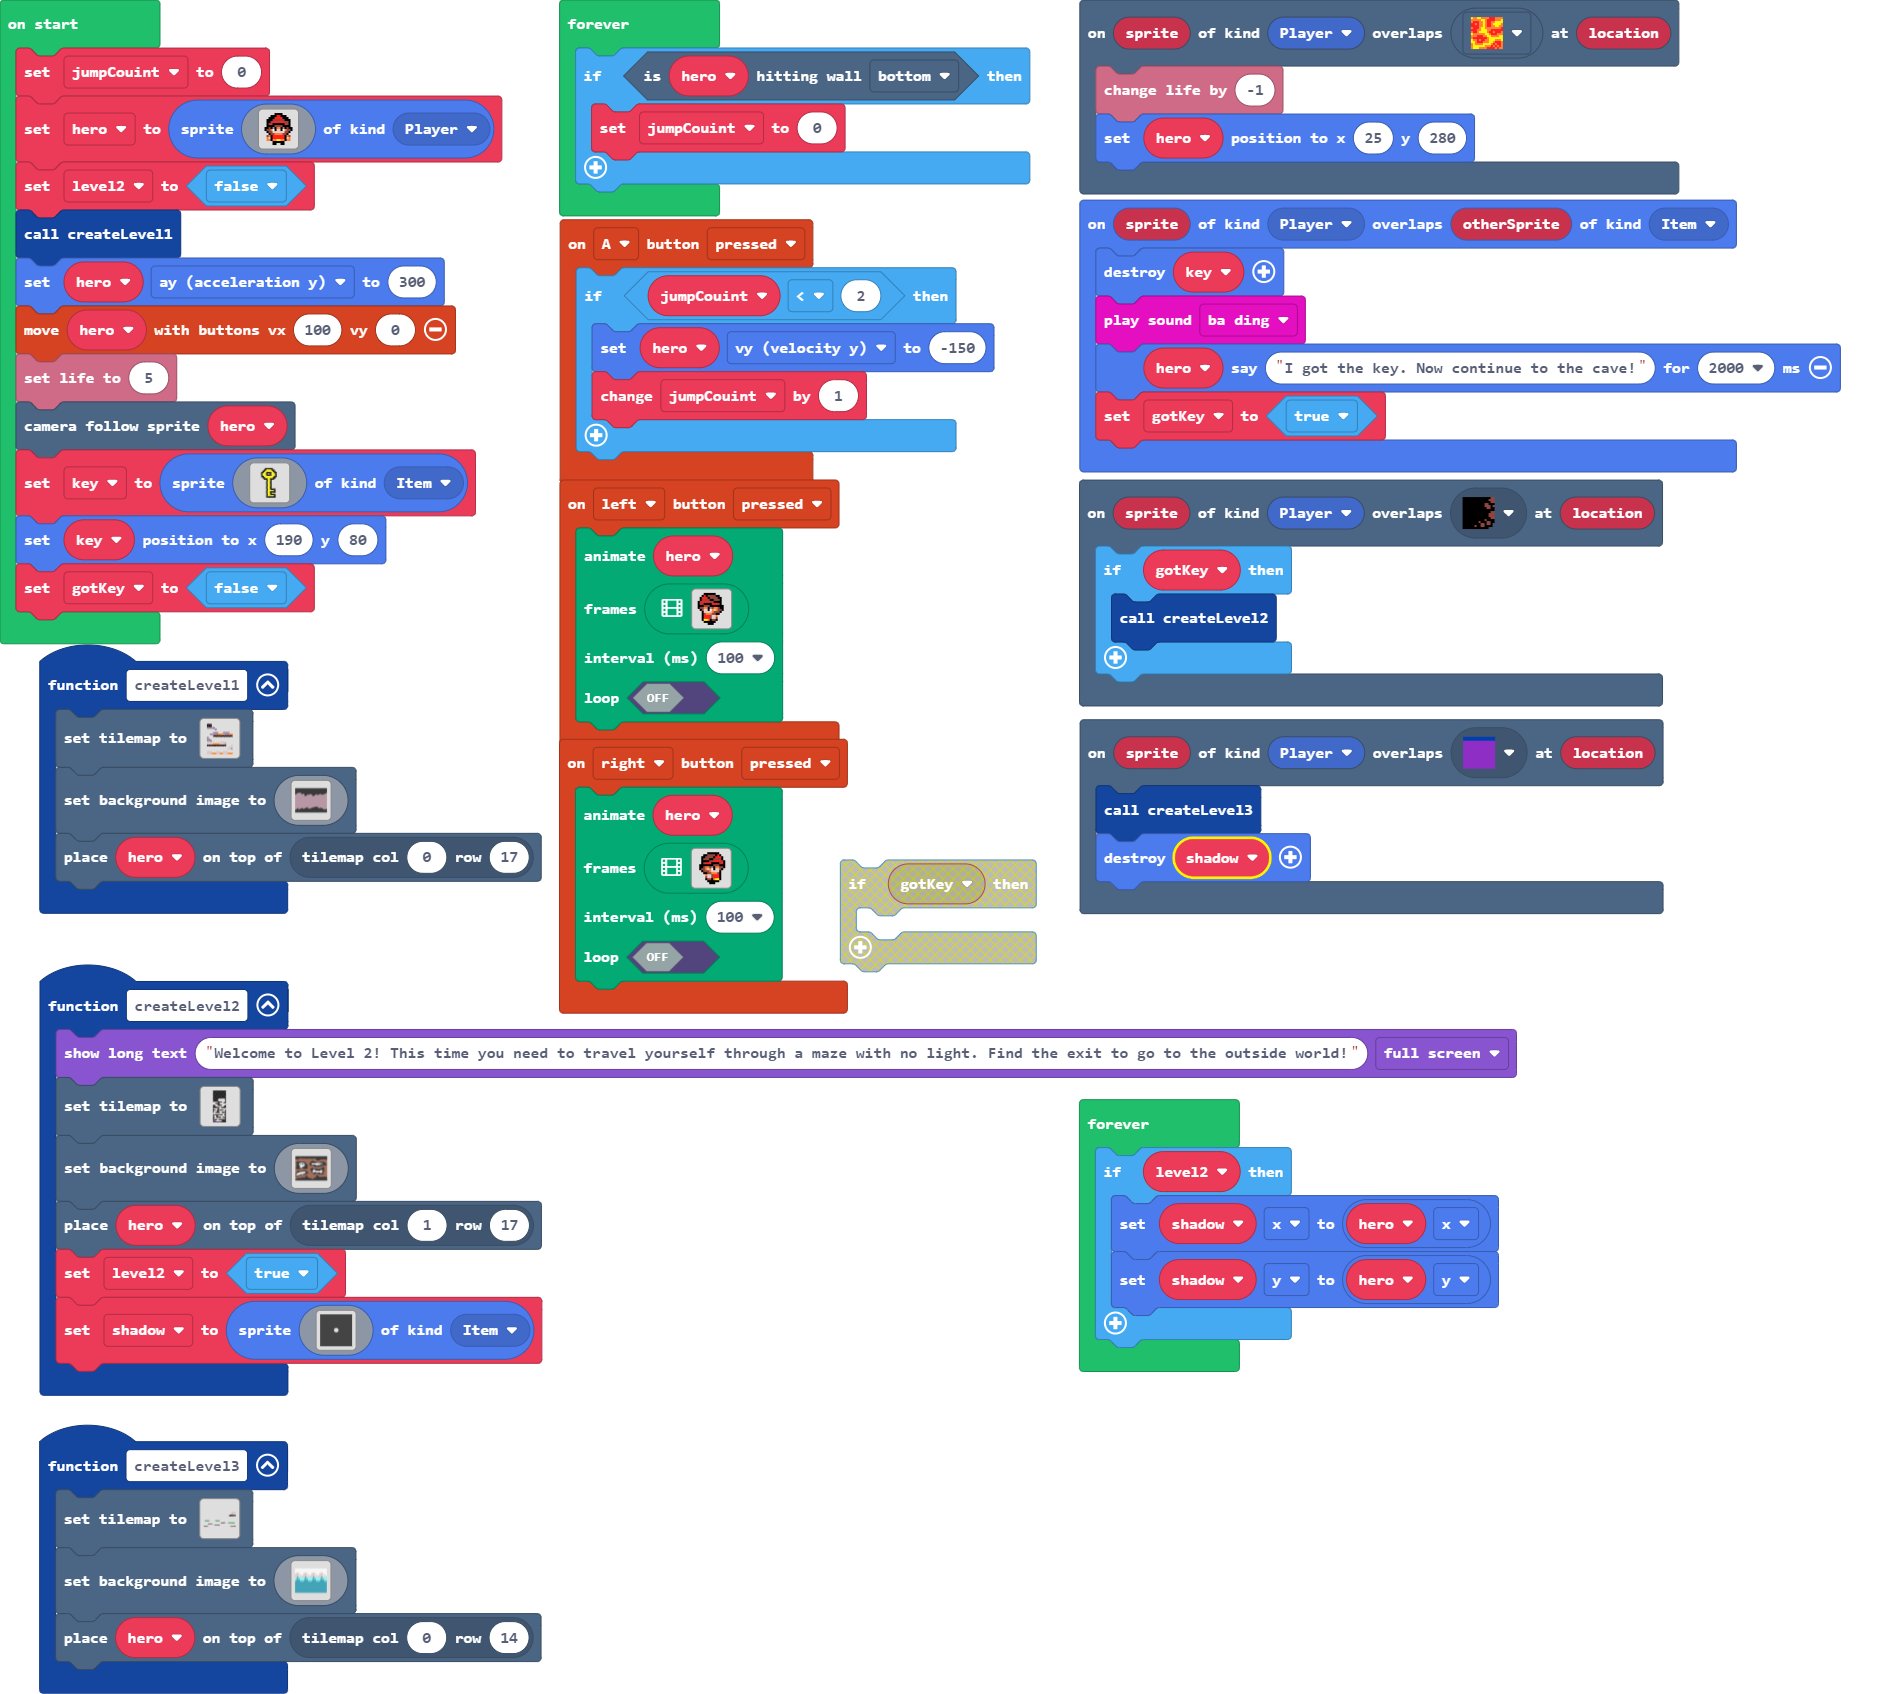 on start
set jumpCouint to 0
set hero to sprite of kind Player
set level2 to false
call createLevel1
set hero ay (acceleration y) to 300
move hero with buttons vx 100 vy 0
set life to 5
camera follow sprite hero
set key to sprite of kind Item
set key position to x 190 y 80
set gotKey to false
function createLevel1
set tilemap to
set background image to
place hero on top of tilemap col 0 row 17
function createLevel2
show long text "Welcome to Level 2! This time you need to travel yourself through a maze with no light. Find the exit to go to the outside world!" full screen
set tilemap to
set background image to
place hero on top of tilemap col 1 row 17
set level2 to true
set shadow to sprite of kind Item
function createLevel3
set tilemap to
set background image to
place hero on top of tilemap col 0 row 14
forever
if is hero hitting wall bottom then
set jumpCouint to 0
on A button pressed
if jumpCouint < 2 then
set hero vy (velocity y) to -150
change jumpCouint by 1
on left button pressed
animate hero
frames
interval (ms) 100
loop OFF
on right button pressed
animate hero
frames
interval (ms) 100
loop OFF
if gotKey then
on sprite of kind Player overlaps at location
change life by -1
set hero position to x 25 y 280
on sprite of kind Player overlaps otherSprite of kind Item
destroy key
play sound ba ding
hero say "I got the key. Now continue to the cave!" for 2000 ms
set gotKey to true
on sprite of kind Player overlaps at location
if gotKey then
call createLevel2
on sprite of kind Player overlaps at location
call createLevel3
destroy shadow
forever
if level2 then
set shadow x to hero x
set shadow y to hero y